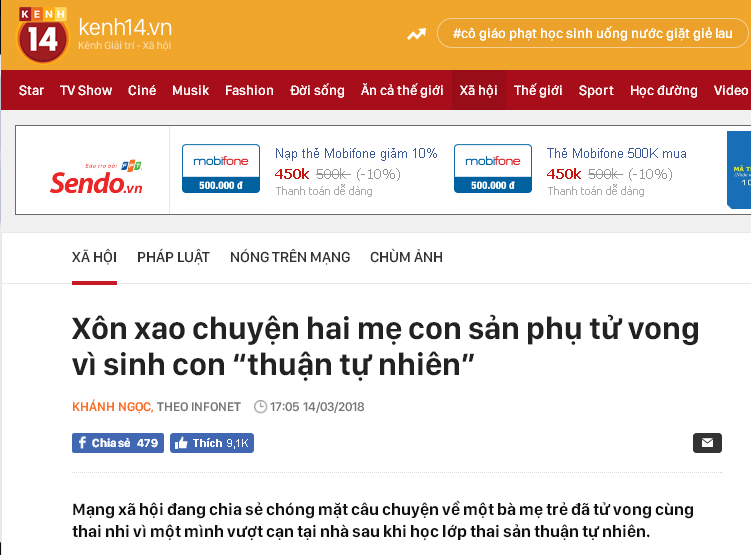 KENH
14
kenh14.vn
Kênh Giải trí - Xã hội
#cô giáo phạt học sinh uống nước giặt giẻ lau
Star TV Show Ciné Musik Fashion Đời sống Ăn cả thế giới Xã hội Thế giới Sport Học đường Video
Bảo trợ bởi FPT
Sendo.vn
mobifone
500.000 đ
Nạp thẻ Mobifone giảm 10%
450k 500k (-10%)
Thanh toán dễ dàng
mobifone
500.000 đ
Thẻ Mobifone 500K mua
450k 500k (-10%)
Thanh toán dễ dàng
XÃ HỘI PHÁP LUẬT NÓNG TRÊN MẠNG CHÙM ẢNH
Xôn xao chuyện hai mẹ con sản phụ tử vong
vì sinh con “thuận tự nhiên”
KHÁNH NGỌC, THEO INFONET 17:05 14/03/2018
Chia sẻ 479 Thích 9,1K
Mạng xã hội đang chia sẻ chóng mặt câu chuyện về một bà mẹ trẻ đã tử vong cùng
thai nhi vì một mình vượt cạn tại nhà sau khi học lớp thai sản thuận tự nhiên.